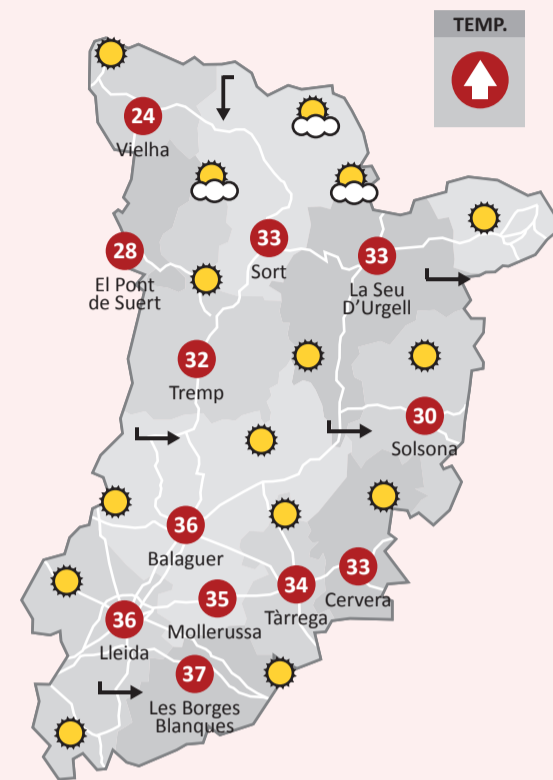 TEMP.
24
Vielha
28
El Pont
de Suert
33
Sort
33
La Seu
D'Urgell
32
Tremp
30
Solsona
36
Balaguer
35
Mollerussa
34
Tàrrega
33
Cervera
36
Lleida
37
Les Borges
Blanques